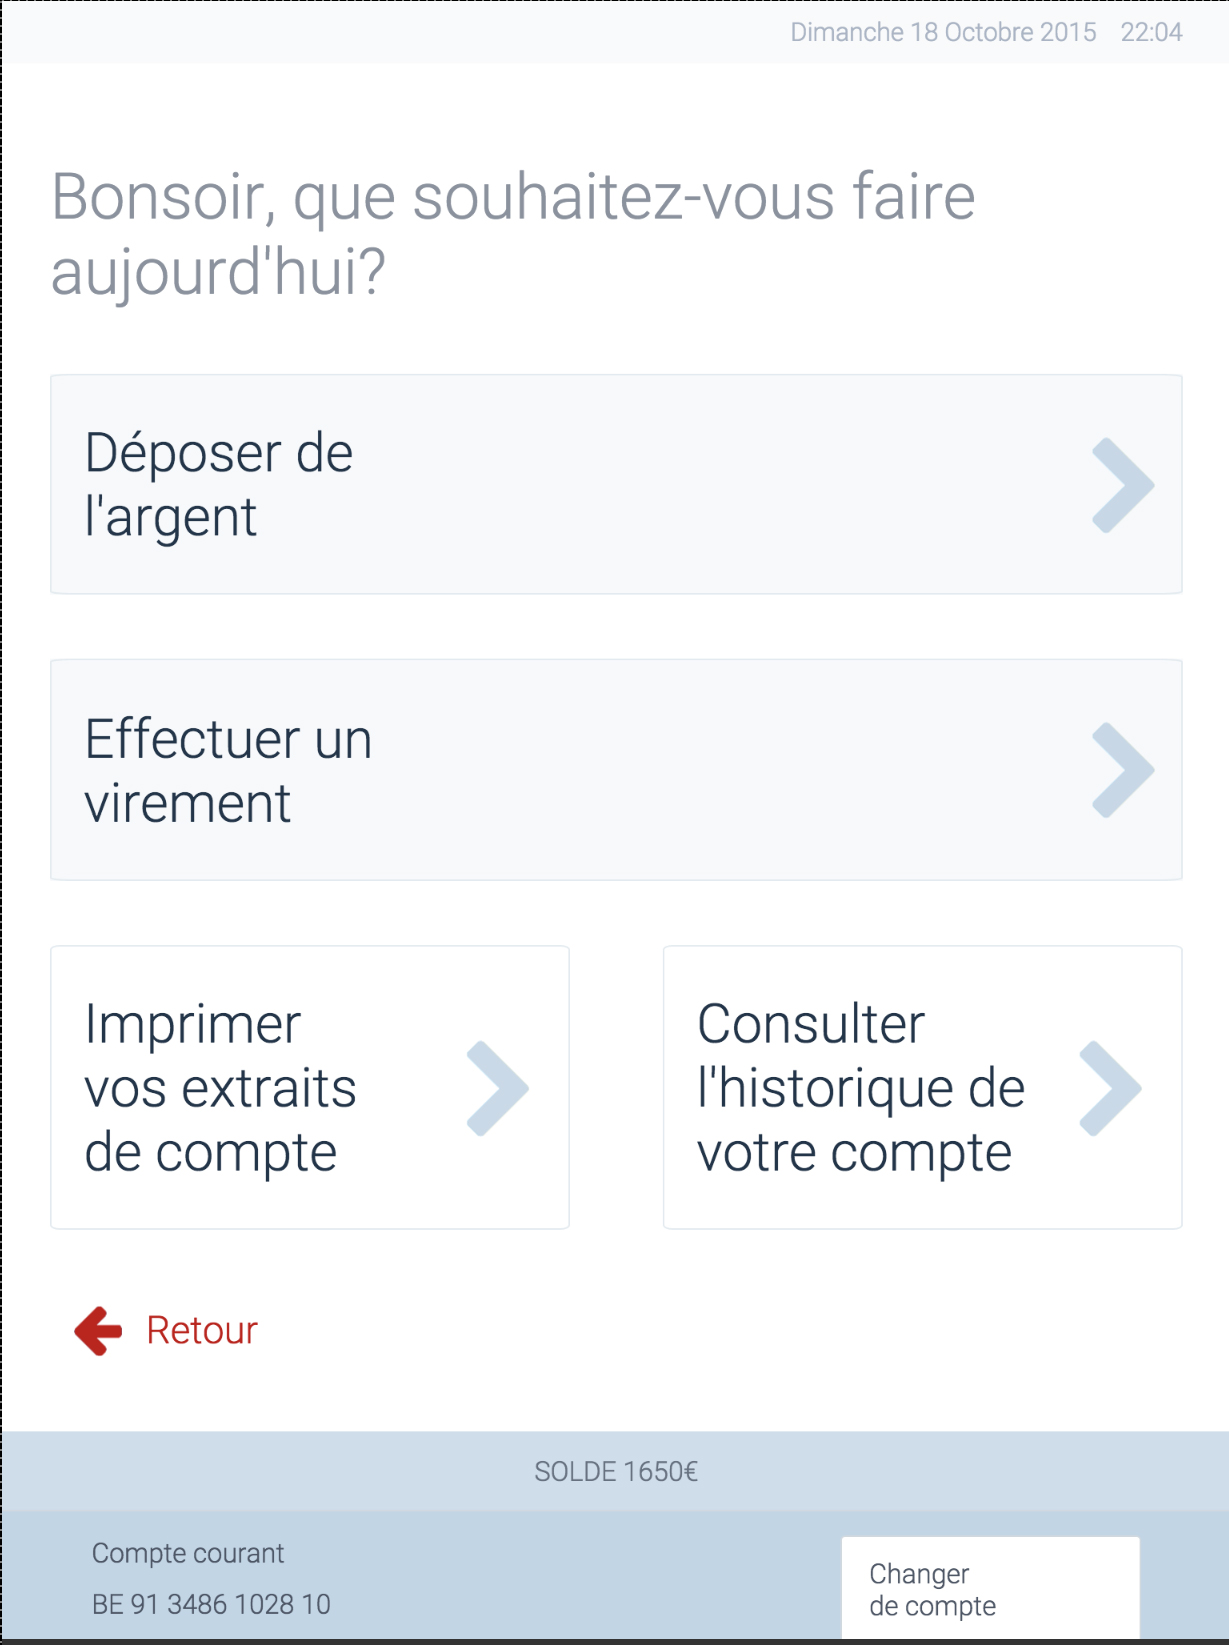 Dimanche 18 Octobre 2015 22:04
Bonsoir, que souhaitez-vous faire
aujourd'hui?
Déposer de
l'argent
Effectuer un
virement
Imprimer
vos extraits
de compte
Consulter
l'historique de
votre compte
Retour
SOLDE 1650€
Compte courant
BE 91 3486 1028 10
Changer
de compte